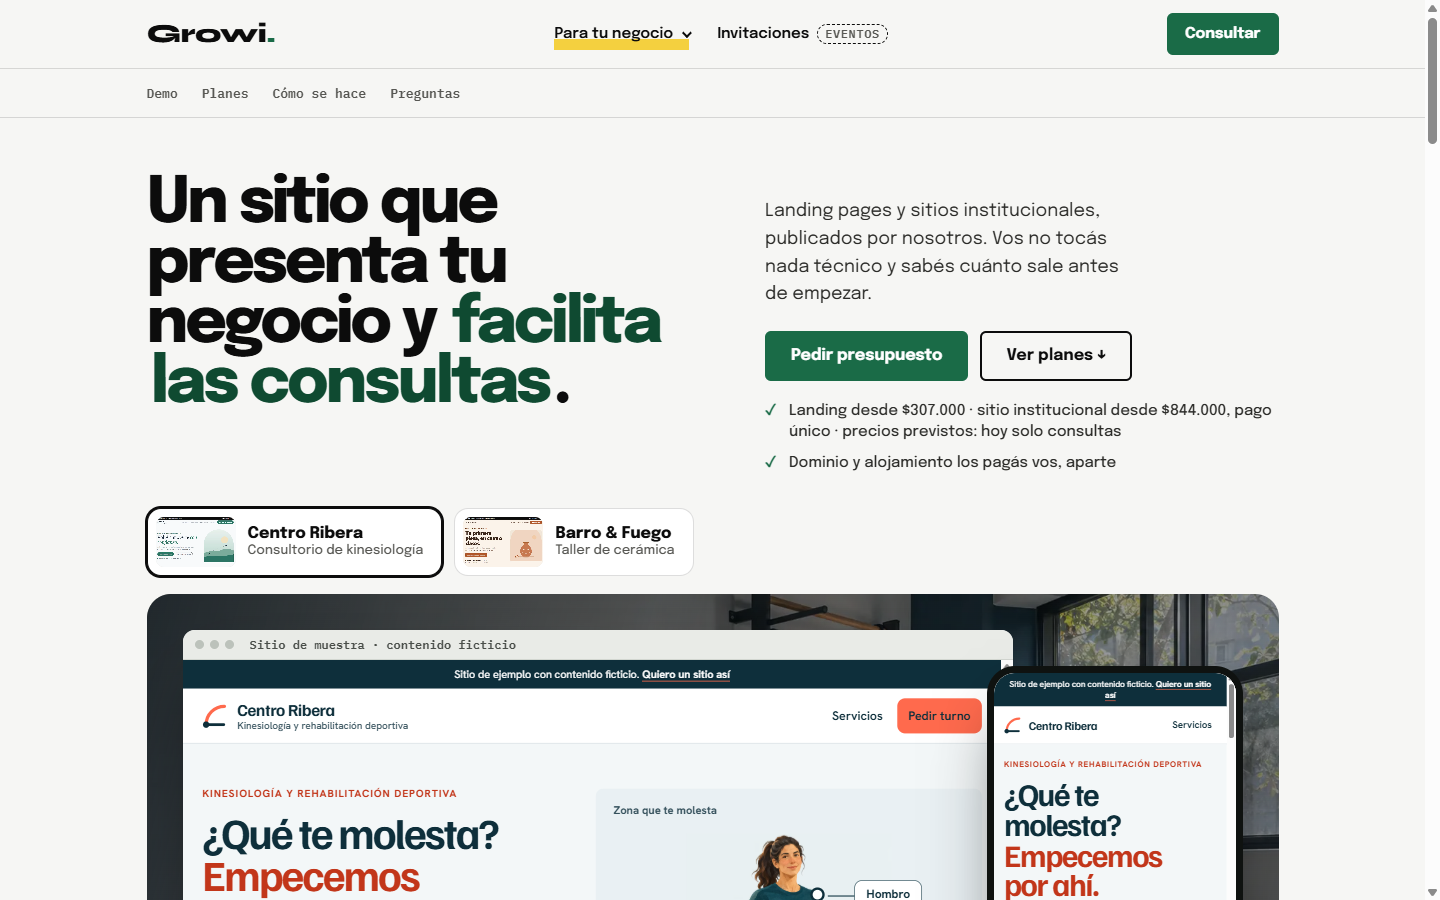 Growi.
Para tu negocio
Invitaciones
EVENTOS
Consultar
Demo
Planes
Cómo se hace
Preguntas
Un sitio que
presenta tu
negocio y facilita
las consultas.
Landing pages y sitios institucionales,
publicados por nosotros. Vos no tocás
nada técnico y sabés cuánto sale antes
de empezar.
Pedir presupuesto
Ver planes ↓
✓ Landing desde $307.000 · sitio institucional desde $844.000, pago
único · precios previstos: hoy solo consultas
✓ Dominio y alojamiento los pagás vos, aparte
Centro Ribera
Consultorio de kinesiología
Barro & Fuego
Taller de cerámica
Sitio de muestra · contenido ficticio
Sitio de ejemplo con contenido ficticio. Quiero un sitio así
Centro Ribera
Kinesiología y rehabilitación deportiva
Servicios
Pedir turno
KINESIOLOGÍA Y REHABILITACIÓN DEPORTIVA
¿Qué te molesta?
Empecemos
Zona que te molesta
Hombro
Sitio de ejemplo con contenido ficticio. Quiero un sitio
así
Centro Ribera
Servicios
KINESIOLOGÍA Y REHABILITACIÓN DEPORTIVA
¿Qué te
molesta?
Empecemos
por ahí.